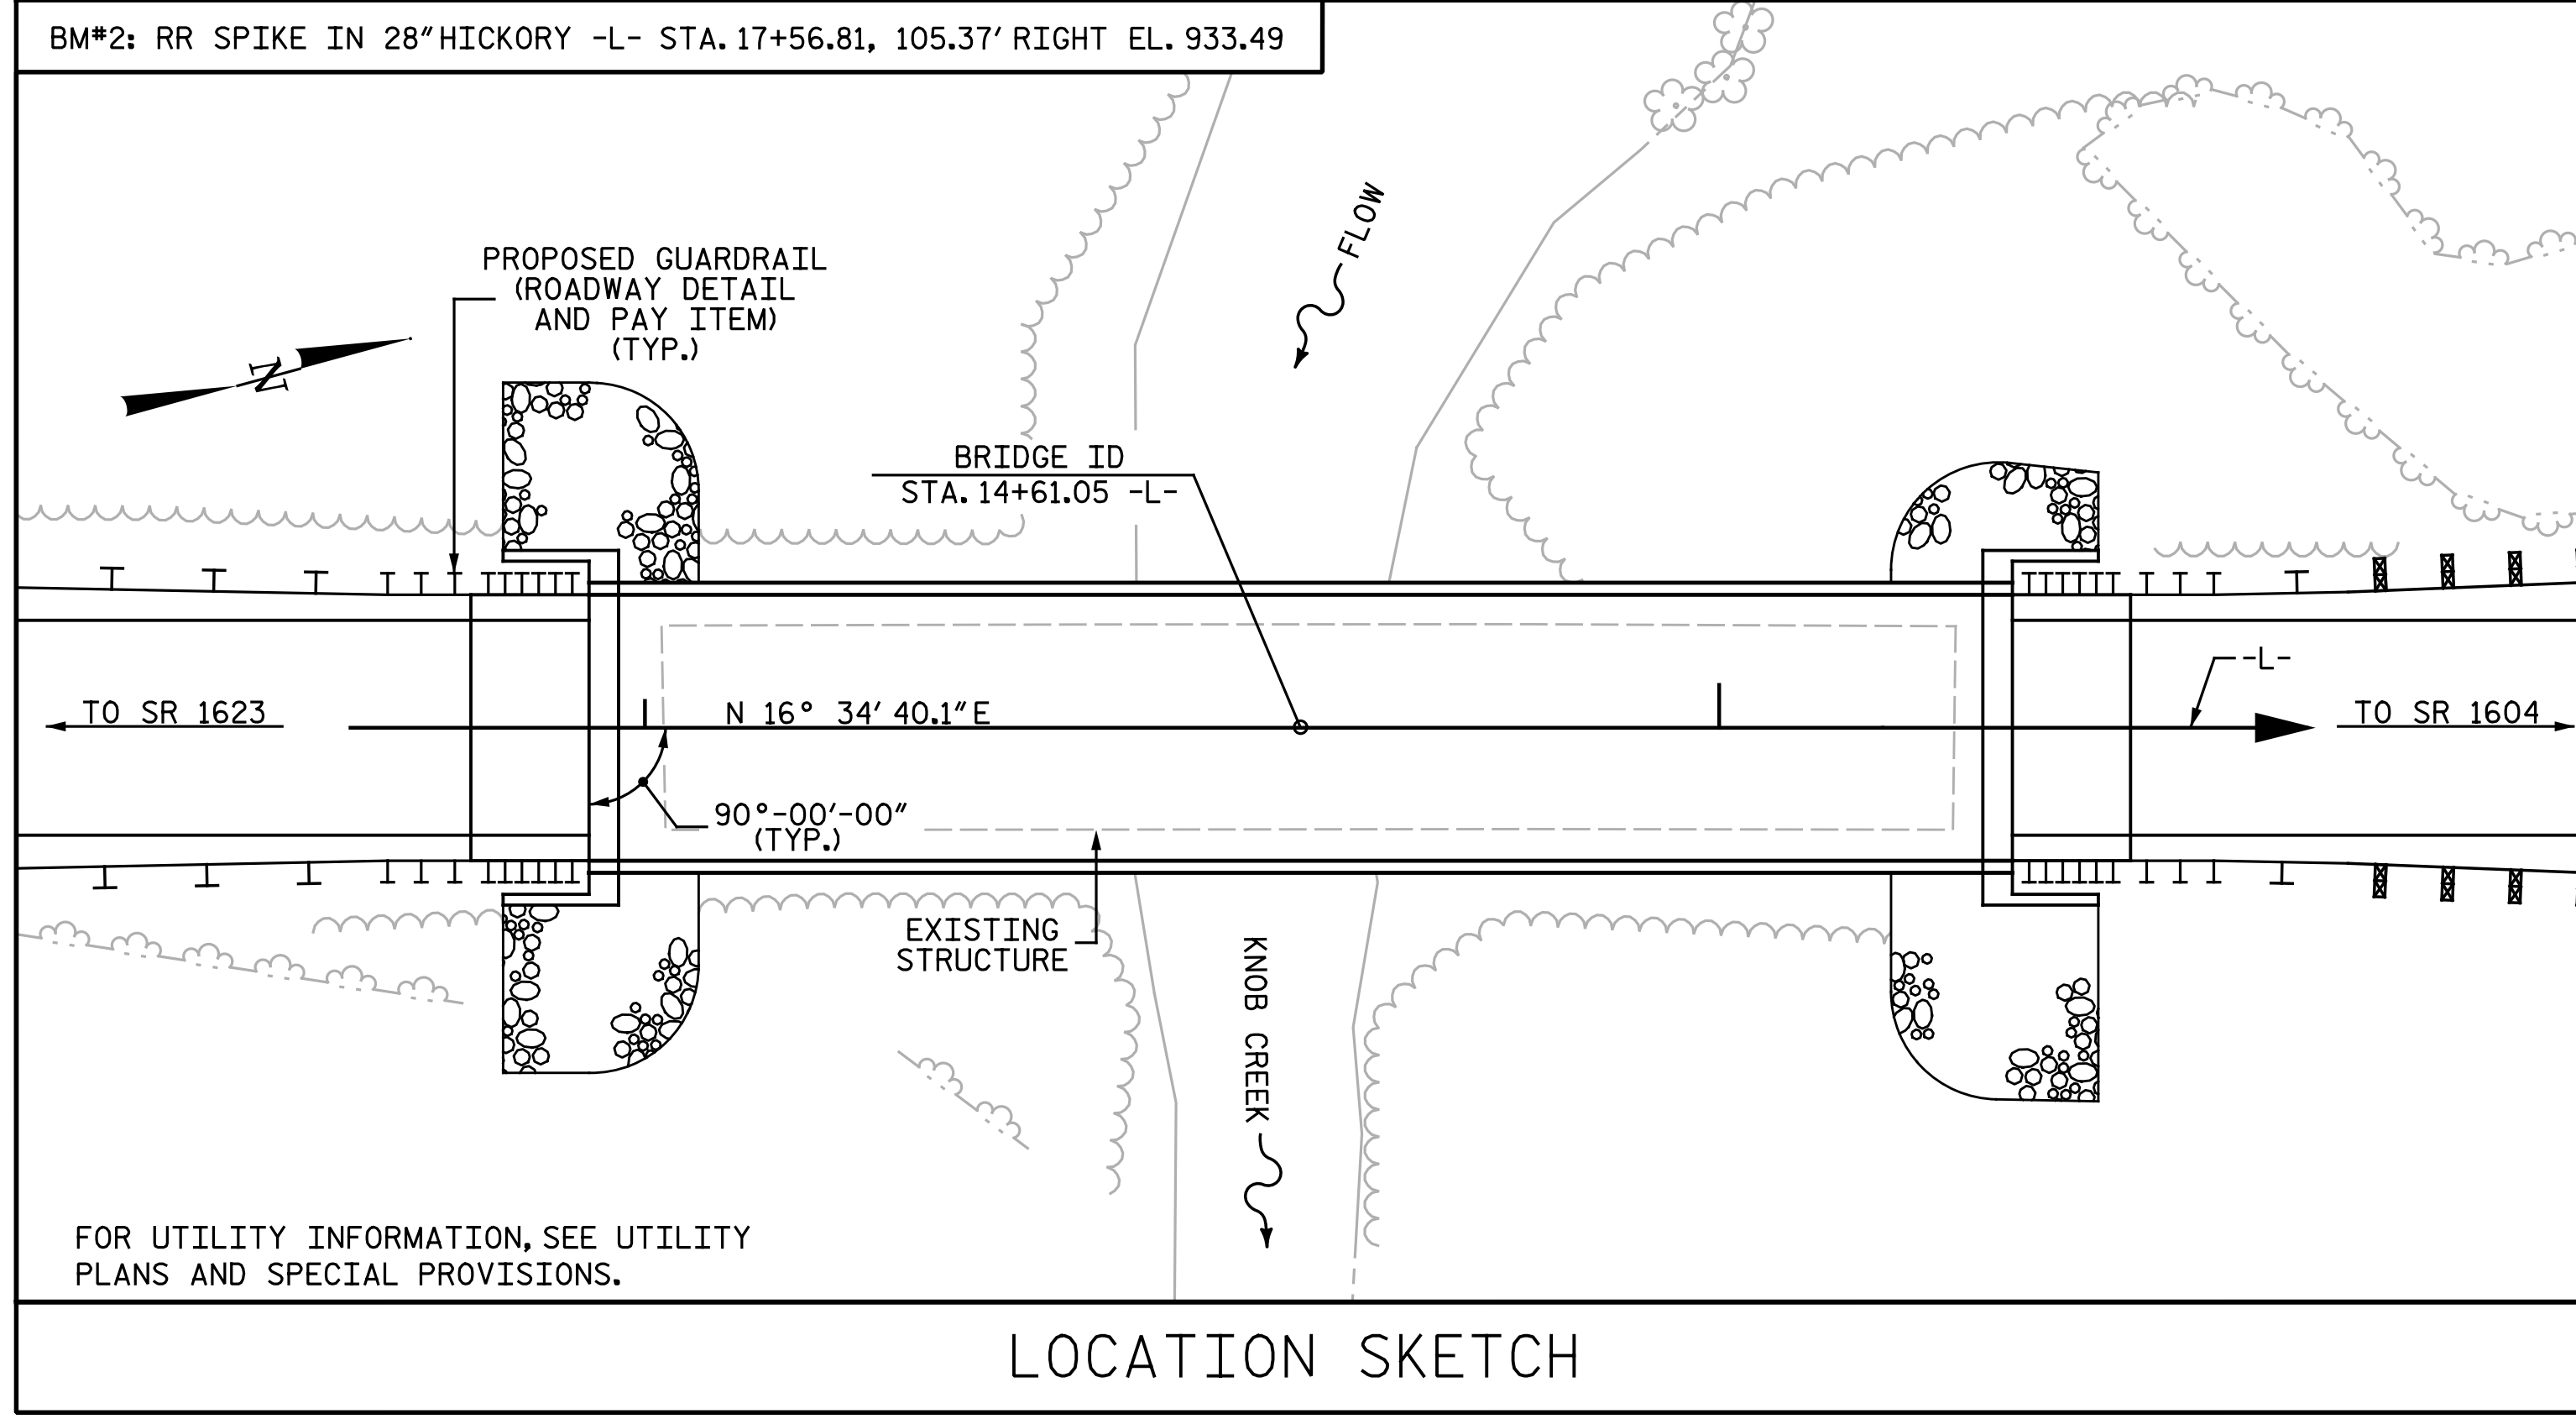 BM#2: RR SPIKE IN 28" HICKORY -L- STA. 17+56.81, 105.37' RIGHT EL. 933.49
FLOW
PROPOSED GUARDRAIL
(ROADWAY DETAIL
AND PAY ITEM)
(TYP.)
N
BRIDGE ID
STA. 14+61.05 -L-
-L-
TO SR 1623
N 16° 34' 40.1" E
TO SR 1604
90°-00'-00"
(TYP.)
EXISTING
STRUCTURE
KNOB CREEK
FOR UTILITY INFORMATION, SEE UTILITY
PLANS AND SPECIAL PROVISIONS.
LOCATION SKETCH